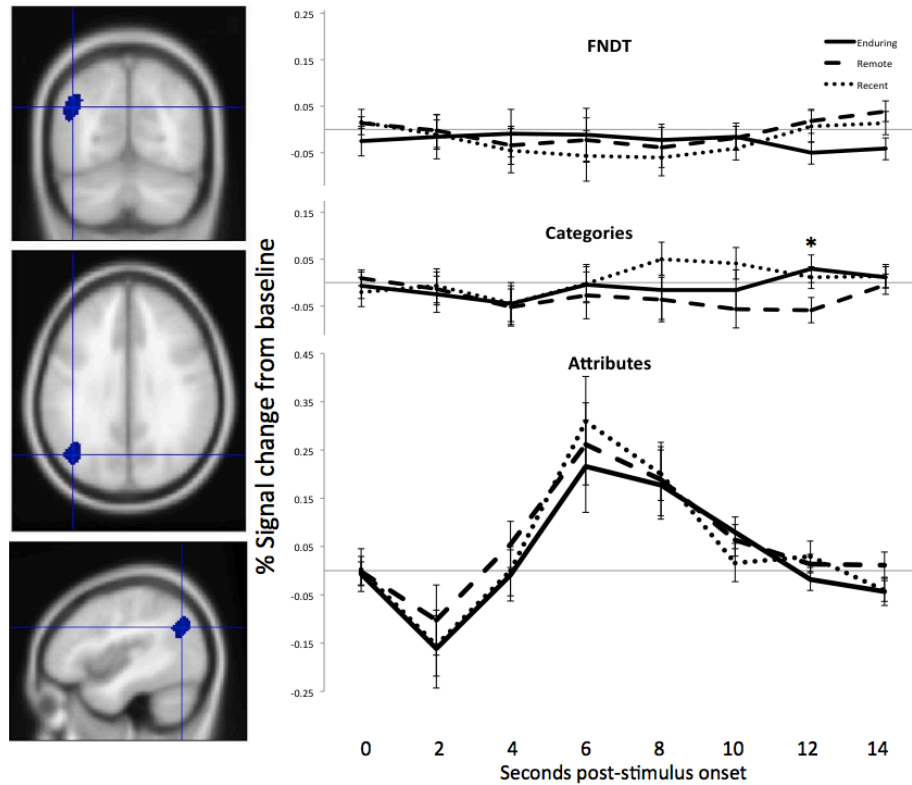 FNDT
Enduring
Remote
Recent
0.25
0.15
0.05
-0.05
Categories
*
0.15
0.05
-0.05
Attributes
0.45
0.35
0.25
0.15
0.05
-0.05
-0.15
-0.25
% Signal change from baseline
0 2 4 6 8 10 12 14
Seconds post-stimulus onset